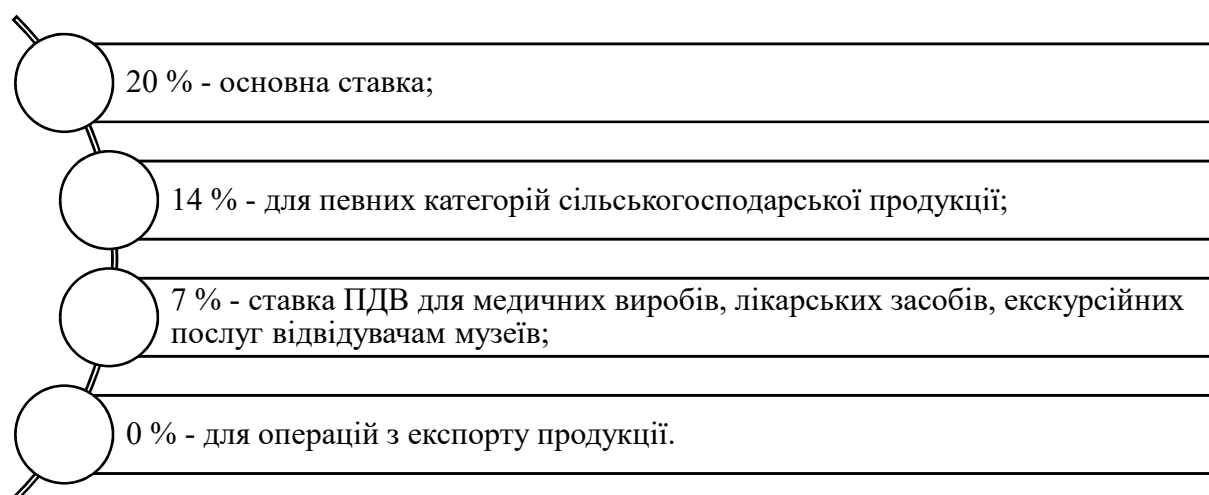 20 % - основна ставка;
14 % - для певних категорій сільськогосподарської продукції;
7 % - ставка ПДВ для медичних виробів, лікарських засобів, екскурсійних
послуг відвідувачам музеїв;
0 % - для операцій з експорту продукції.